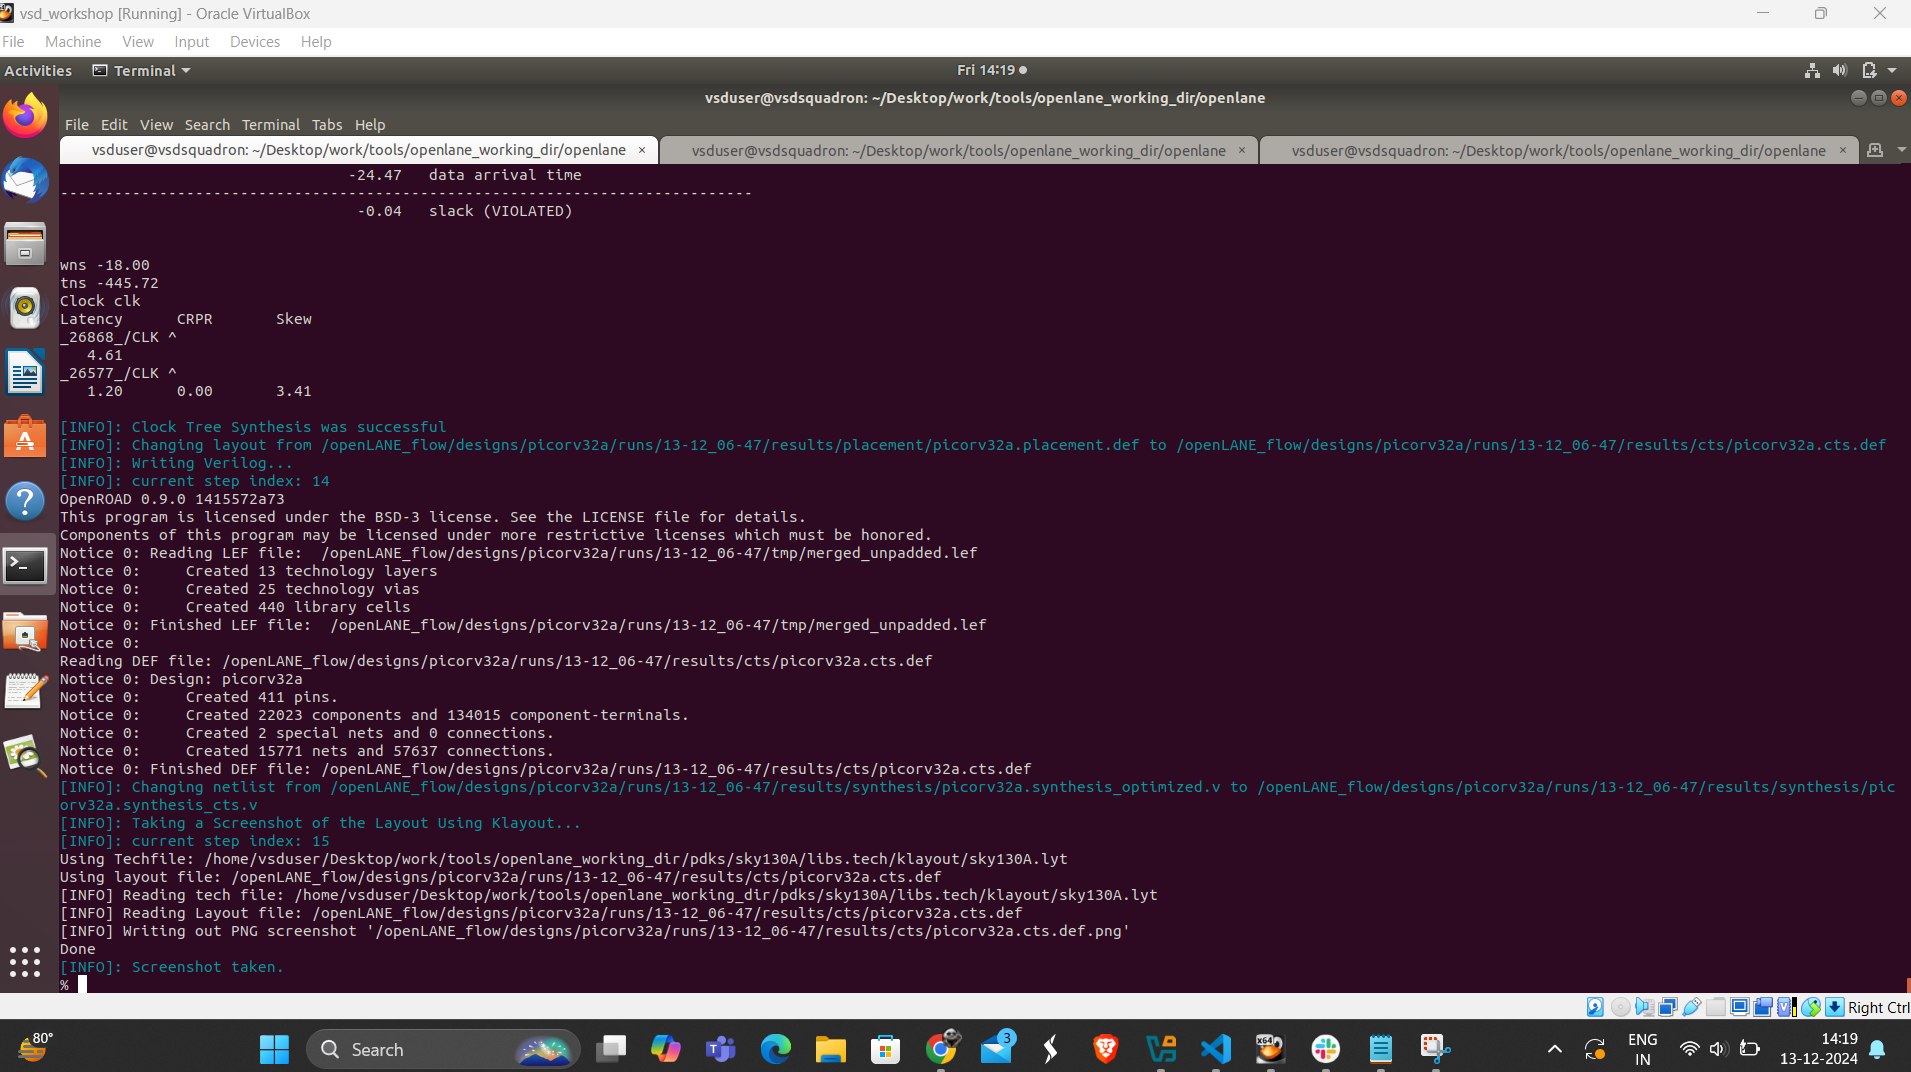 vsd_workshop [Running] - Oracle VirtualBox
File Machine View Input Devices Help
Activities Terminal Fri 14:19
vsduser@vsdsquadron: ~/Desktop/work/tools/openlane_working_dir/openlane
File Edit View Search Terminal Tabs Help
vsduser@vsdsquadron: ~/Desktop/work/tools/openlane_working_dir/openlane × vsduser@vsdsquadron: ~/Desktop/work/tools/openlane_working_dir/openlane × vsduser@vsdsquadron: ~/Desktop/work/tools/openlane_working_dir/openlane ×
-24.47 data arrival time
-----------------------------------------------------------------------------
-0.04 slack (VIOLATED)
wns -18.00
tns -445.72
Clock clk
Latency CRPR Skew
_26868_/CLK ^
4.61
_26577_/CLK ^
1.20 0.00 3.41
[INFO]: Clock Tree Synthesis was successful
[INFO]: Changing layout from /openLANE_flow/designs/picorv32a/runs/13-12_06-47/results/placement/picorv32a.placement.def to /openLANE_flow/designs/picorv32a/runs/13-12_06-47/results/cts/picorv32a.cts.def
[INFO]: Writing Verilog...
[INFO]: current step index: 14
OpenROAD 0.9.0 1415572a73
This program is licensed under the BSD-3 license. See the LICENSE file for details.
Components of this program may be licensed under more restrictive licenses which must be honored.
Notice 0: Reading LEF file:  /openLANE_flow/designs/picorv32a/runs/13-12_06-47/tmp/merged_unpadded.lef
Notice 0:     Created 13 technology layers
Notice 0:     Created 25 technology vias
Notice 0:     Created 440 library cells
Notice 0: Finished LEF file:  /openLANE_flow/designs/picorv32a/runs/13-12_06-47/tmp/merged_unpadded.lef
Notice 0:
Reading DEF file: /openLANE_flow/designs/picorv32a/runs/13-12_06-47/results/cts/picorv32a.cts.def
Notice 0: Design: picorv32a
Notice 0:     Created 411 pins.
Notice 0:     Created 22023 components and 134015 component-terminals.
Notice 0:     Created 2 special nets and 0 connections.
Notice 0:     Created 15771 nets and 57637 connections.
Notice 0: Finished DEF file: /openLANE_flow/designs/picorv32a/runs/13-12_06-47/results/cts/picorv32a.cts.def
[INFO]: Changing netlist from /openLANE_flow/designs/picorv32a/runs/13-12_06-47/results/synthesis/picorv32a.synthesis_optimized.v to /openLANE_flow/designs/picorv32a/runs/13-12_06-47/results/synthesis/pic
orv32a.synthesis_cts.v
[INFO]: Taking a Screenshot of the Layout Using Klayout...
[INFO]: current step index: 15
Using Techfile: /home/vsduser/Desktop/work/tools/openlane_working_dir/pdks/sky130A/libs.tech/klayout/sky130A.lyt
Using layout file: /openLANE_flow/designs/picorv32a/runs/13-12_06-47/results/cts/picorv32a.cts.def
[INFO] Reading tech file: /home/vsduser/Desktop/work/tools/openlane_working_dir/pdks/sky130A/libs.tech/klayout/sky130A.lyt
[INFO] Reading Layout file: /openLANE_flow/designs/picorv32a/runs/13-12_06-47/results/cts/picorv32a.cts.def
[INFO] Writing out PNG screenshot '/openLANE_flow/designs/picorv32a/runs/13-12_06-47/results/cts/picorv32a.cts.def.png'
Done
[INFO]: Screenshot taken.
%
Right Ctrl
80°
Search
3
ENG
IN
14:19
13-12-2024